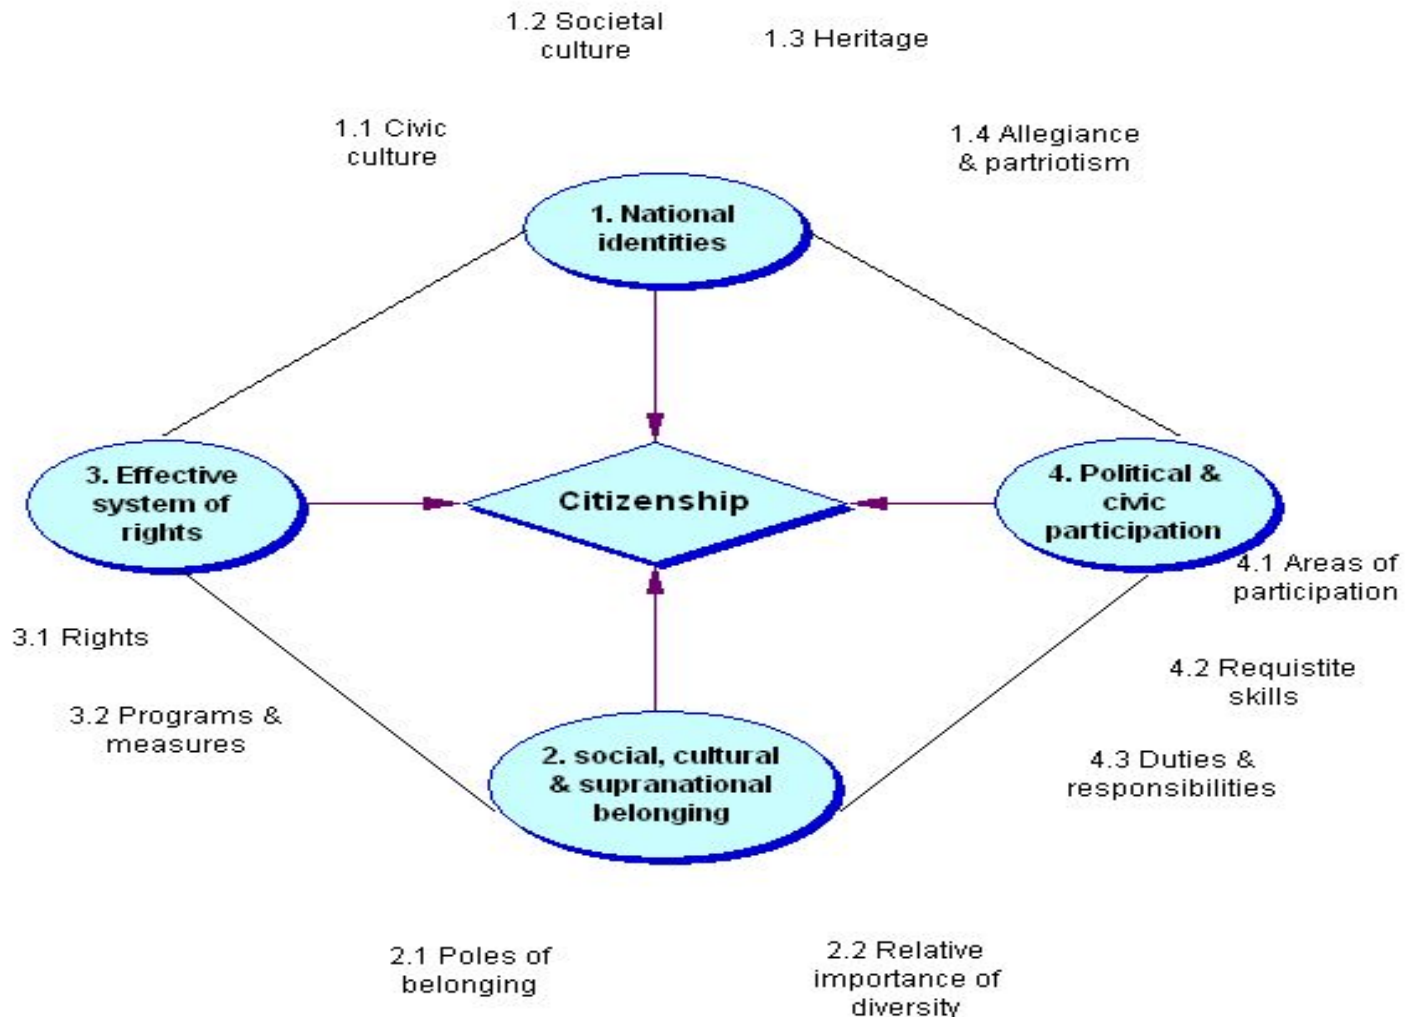 1.2 Societal
culture
1.3 Heritage
1.1 Civic
culture
1.4 Allegiance
& partriotism
1. National
identities
3. Effective
system of
rights
Citizenship
4. Political &
civic
participation
4.1 Areas of
participation
3.1 Rights
4.2 Requistite
skills
3.2 Programs &
measures
2. social, cultural
& supranational
belonging
4.3 Duties &
responsibilities
2.1 Poles of
belonging
2.2 Relative
importance of
diversity